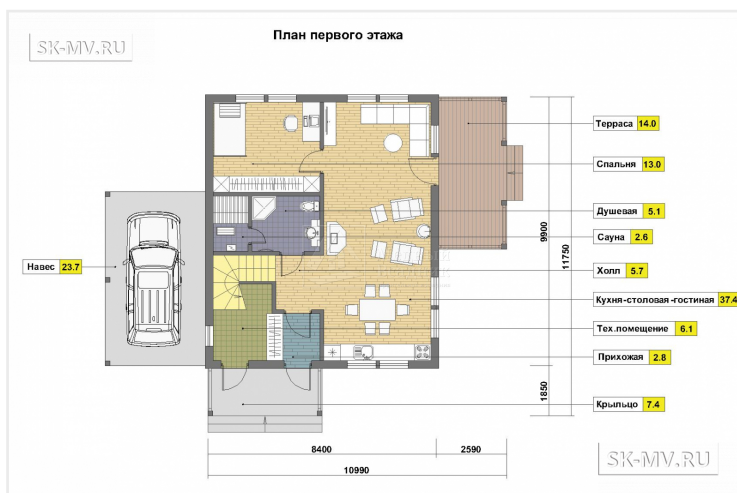 План первого этажа
SK-MV.RU
Терраса 14.0
Спальня 13.0
Душевая 5.1
Сауна 2.6
Навес 23.7
Холл 5.7
Кухня-столовая-гостиная 37.4
Тех.помещение 6.1
Прихожая 2.8
Крыльцо 7.4
9900
11750
1850
8400
2590
10990
SK-MV.RU